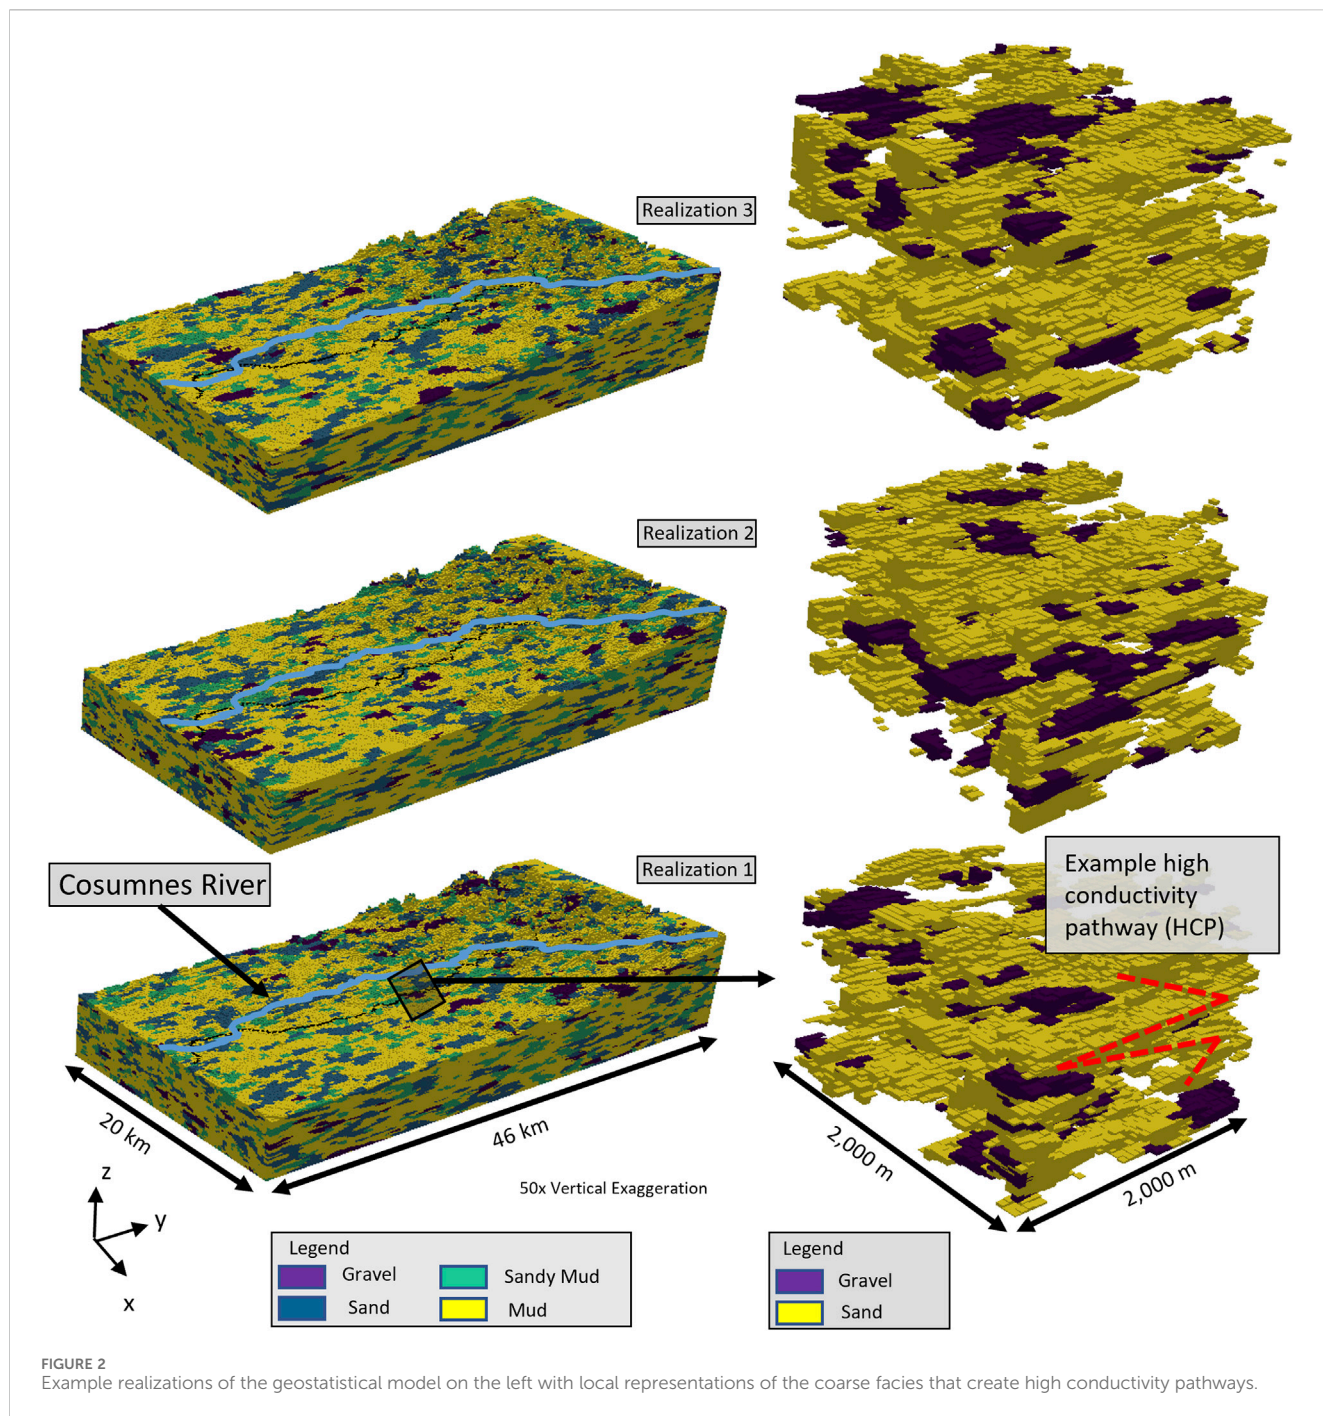 Realization 3
Realization 2
Realization 1
Cosumnes River
Example high
conductivity
pathway (HCP)
20 km
46 km
2,000 m
2,000 m
50x Vertical Exaggeration
z
y
x
Legend
Gravel
Sandy Mud
Sand
Mud
Legend
Gravel
Sand
FIGURE 2
Example realizations of the geostatistical model on the left with local representations of the coarse facies that create high conductivity pathways.